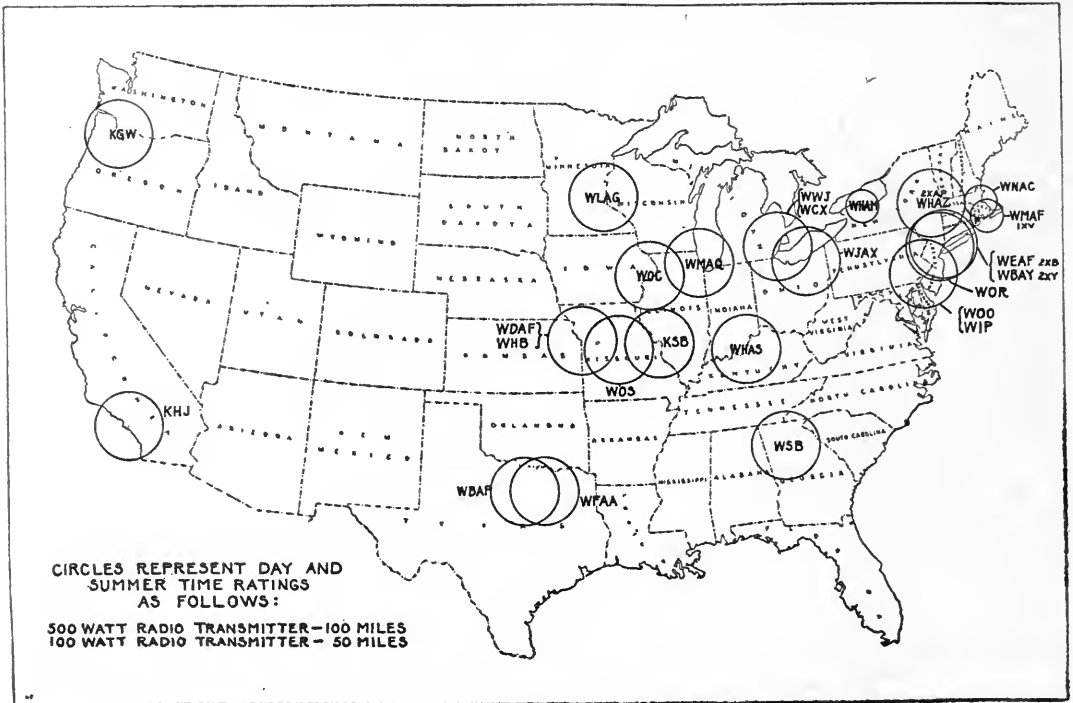 WASHINGTON
KGW
OREGON
IDAHO
MONTANA
WYOMING
NORTH
DAKOTA
SOUTH
DAKOTA
NEBRASKA
NEVADA
UTAH
COLORADO
KANSAS
CALIFORNIA
KHJ
ARIZONA
NEW
MEXICO
OKLAHOMA
TEXAS
WBAP
WFAA
MINNESOTA
WLAG
WISCONSIN
IOWA
WOC
WMAQ
ILLINOIS
INDIANA
OHIO
WWJ
WCX
WJAX
WHAM
2XAP
WHAZ
MAINE
WNAC
WMAF
1XV
WEAF 2XB
WBAY 2XY
WOR
WOO
WIP
WDAF
WHB
MISSOURI
WOS
KSB
WHAS
KENTUCKY
WEST
VIRGINIA
VIRGINIA
TENNESSEE
NORTH CAROLINA
SOUTH CAROLINA
ARKANSAS
MISSISSIPPI
ALABAMA
GEORGIA
WSB
CIRCLES REPRESENT DAY AND
SUMMER TIME RATINGS
AS FOLLOWS:
500 WATT RADIO TRANSMITTER—100 MILES
100 WATT RADIO TRANSMITTER — 50 MILES